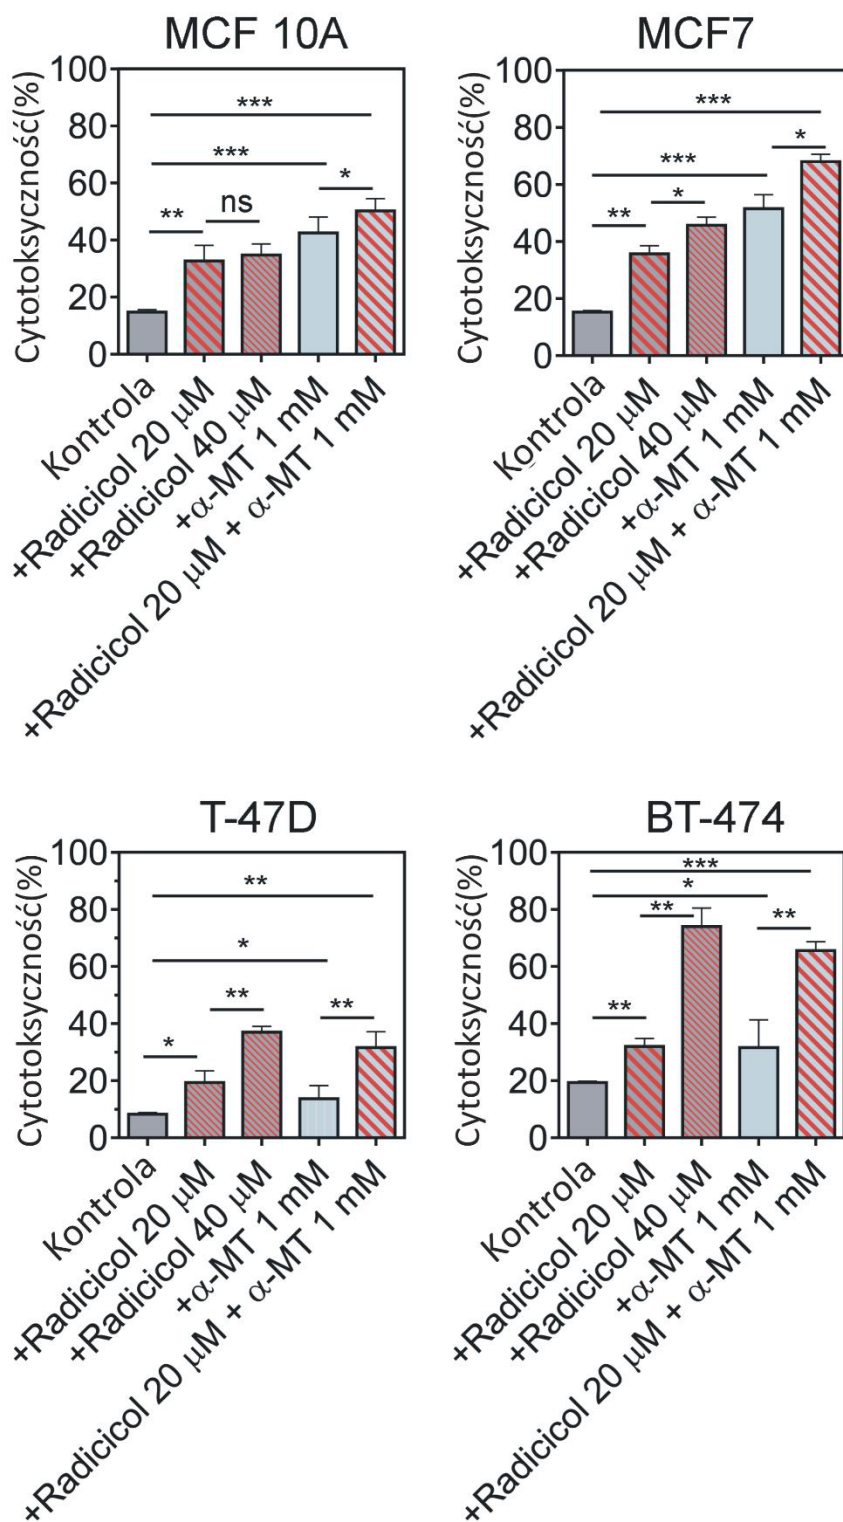 MCF 10A
Cytotoksyczność(%)
100
80
60
40
20
0
***
***
*
**
ns
Kontrola
+Radicicol 20 μM
+Radicicol 40 μM
+α-MT 1 mM
+Radicicol 20 μM + α-MT 1 mM
MCF7
Cytotoksyczność(%)
100
80
60
40
20
0
***
*
***
*
**
Kontrola
+Radicicol 20 μM
+Radicicol 40 μM
+α-MT 1 mM
+Radicicol 20 μM + α-MT 1 mM
T-47D
Cytotoksyczność(%)
100
80
60
40
20
0
**
*
**
**
*
Kontrola
+Radicicol 20 μM
+Radicicol 40 μM
+α-MT 1 mM
+Radicicol 20 μM + α-MT 1 mM
BT-474
Cytotoksyczność(%)
100
80
60
40
20
0
***
*
**
**
**
Kontrola
+Radicicol 20 μM
+Radicicol 40 μM
+α-MT 1 mM
+Radicicol 20 μM + α-MT 1 mM